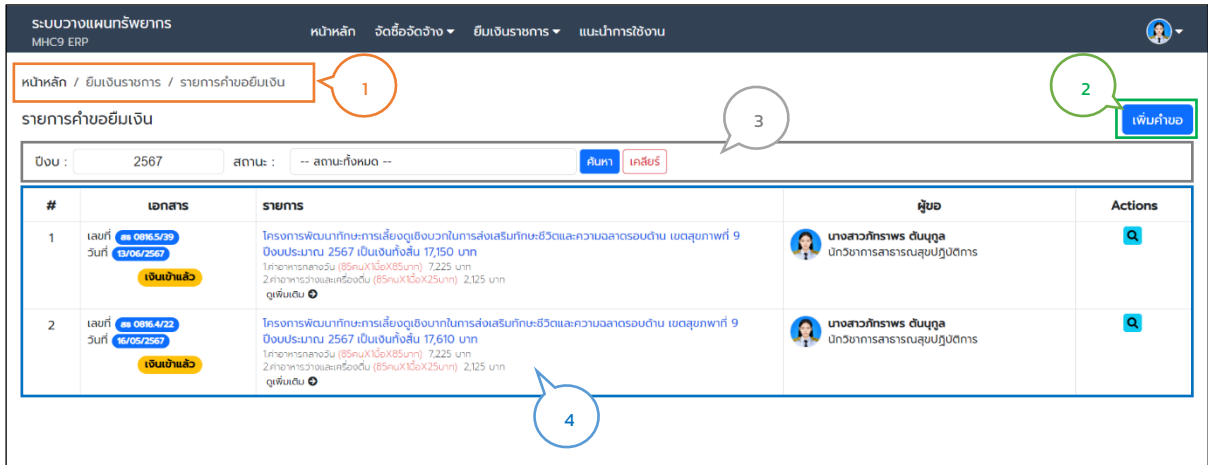 ระบบวางแผนทรัพยากร
MHC9 ERP
หน้าหลัก จัดซื้อจัดจ้าง ยืมเงินราชการ แนะนำการใช้งาน
หน้าหลัก / ยืมเงินราชการ / รายการคำขอยืมเงิน
1
2
3
รายการคำขอยืมเงิน
เพิ่มคำขอ
ปีงบ : 2567 สถานะ : -- สถานะทั้งหมด -- ค้นหา เคลียร์
# เอกสาร รายการ ผู้ขอ Actions
1 เลขที่ สธ 0816.5/39 โครงการพัฒนาทักษะการเลี้ยงดูเชิงบวกในการส่งเสริมทักษะชีวิตและความฉลาดรอบด้าน เขตสุขภาพที่ 9 นางสาวภัทราพร ตันนุกูล
วันที่ 13/06/2567 ปีงบประมาณ 2567 เป็นเงินทั้งสิ้น 17,150 บาท นักวิชาการสาธารณสุขปฏิบัติการ
1.ค่าอาหารกลางวัน (85คนX1มื้อX85บาท) 7,225 บาท
เงินเข้าแล้ว 2.ค่าอาหารว่างและเครื่องดื่ม (85คนX1มื้อX25บาท) 2,125 บาท
ดูเพิ่มเติม
2 เลขที่ สธ 0816.4/22 โครงการพัฒนาทักษะการเลี้ยงดูเชิงบวกในการส่งเสริมทักษะชีวิตและความฉลาดรอบด้าน เขตสุขภาพที่ 9 นางสาวภัทราพร ตันนุกูล
วันที่ 16/05/2567 ปีงบประมาณ 2567 เป็นเงินทั้งสิ้น 17,610 บาท นักวิชาการสาธารณสุขปฏิบัติการ
1.ค่าอาหารกลางวัน (85คนX1มื้อX85บาท) 7,225 บาท
เงินเข้าแล้ว 2.ค่าอาหารว่างและเครื่องดื่ม (85คนX1มื้อX25บาท) 2,125 บาท
ดูเพิ่มเติม
4